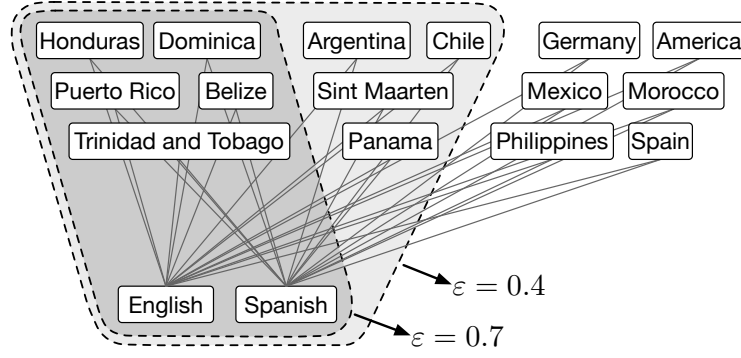 Honduras Dominica Argentina Chile Germany America
Puerto Rico Belize Sint Maarten Mexico Morocco
Trinidad and Tobago Panama Philippines Spain
English Spanish
ε = 0.4
ε = 0.7